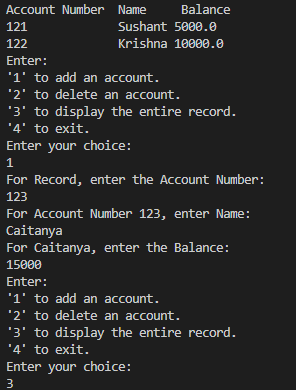 Account Number  Name     Balance
121             Sushant 5000.0
122             Krishna 10000.0
Enter:
'1' to add an account.
'2' to delete an account.
'3' to display the entire record.
'4' to exit.
Enter your choice:
1
For Record, enter the Account Number:
123
For Account Number 123, enter Name:
Caitanya
For Caitanya, enter the Balance:
15000
Enter:
'1' to add an account.
'2' to delete an account.
'3' to display the entire record.
'4' to exit.
Enter your choice:
3